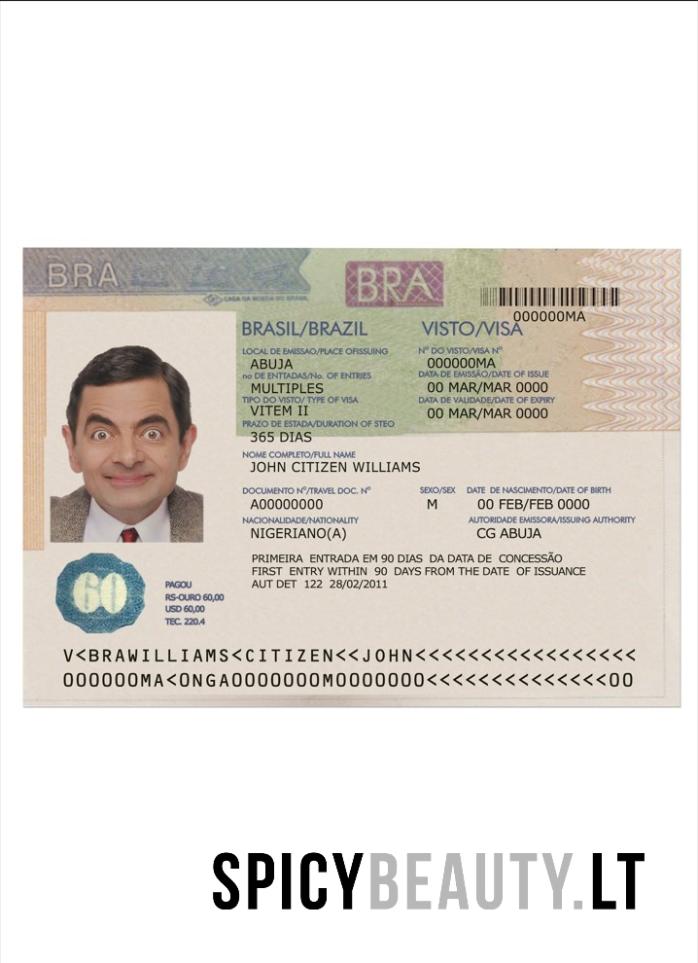 BRA
CASA DA MOEDA DO BRASIL
BRA
000000MA
BRASIL/BRAZIL
VISTO/VISA
LOCAL DE EMISSAO/PLACE OFISSUING
ABUJA
Nº DO VISTO/VISA Nº
000000MA
no DE ENTTADAS/No. OF ENTRIES
MULTIPLES
DATA DE EMISSÃO/DATE OF ISSUE
00 MAR/MAR 0000
TIPO DO VISTO/ TYPE OF VISA
VITEM II
DATA DE VALIDADE/DATE OF EXPIRY
00 MAR/MAR 0000
PRAZO DE ESTADA/DURATION OF STEO
365 DIAS
NOME COMPLETO/FULL NAME
JOHN CITIZEN WILLIAMS
DOCUMENTO Nº/TRAVEL DOC. Nº
A00000000
SEXO/SEX
M
DATE DE NASCIMENTO/DATE OF BIRTH
00 FEB/FEB 0000
NACIONALIDADE/NATIONALITY
NIGERIANO(A)
AUTORIDADE EMISSORA/ISSUING AUTHORITY
CG ABUJA
PRIMEIRA ENTRADA EM 90 DIAS DA DATA DE CONCESSÃO
FIRST ENTRY WITHIN 90 DAYS FROM THE DATE OF ISSUANCE
AUT DET 122 28/02/2011
60
PAGOU
RS-OURO 60,00
USD 60,00
TEC. 220.4
V<BRAWILLIAMS<CITIZEN<<JOHN<<<<<<<<<<<<<<<<<
000000MA<0NGA0000000M0000000<<<<<<<<<<<<<<00
SPICYBEAUTY.LT